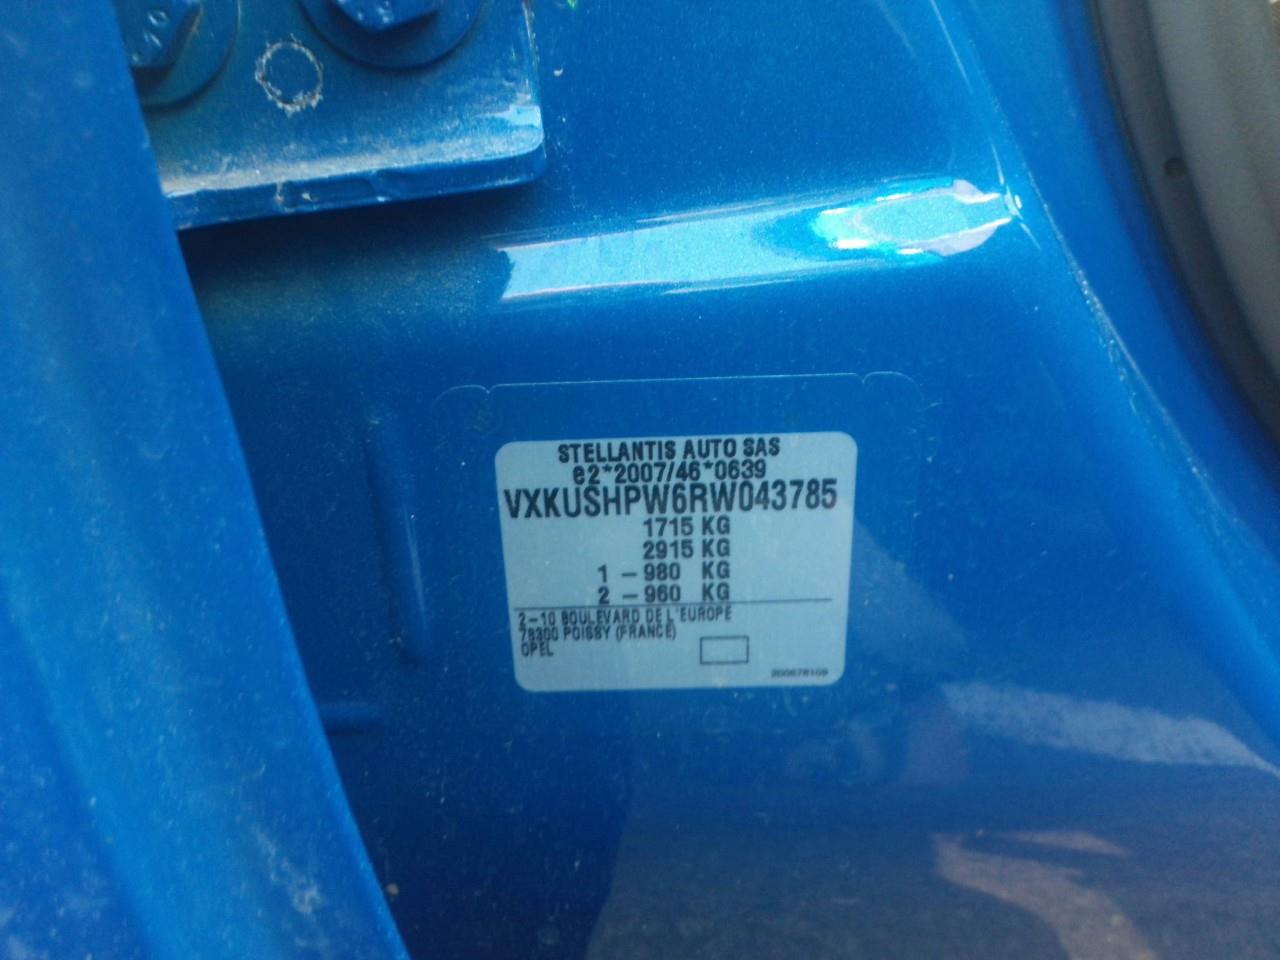 STELLANTIS AUTO SAS
e2*2007/46*0639
VXKUSHPW6RW043785
1715 KG
2915 KG
1 - 980 KG
2 - 960 KG
2-10 BOULEVARD DE L'EUROPE
78300 POISSY (FRANCE)
OPEL